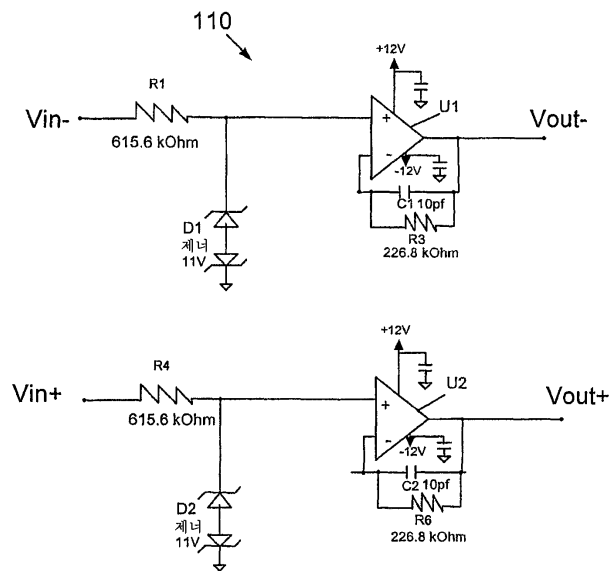 110
+12V
R1
U1
Vin-
Vout-
+
615.6 kOhm
-
-12V
C1 10pf
D1
제너
11V
R3
226.8 kOhm
+12V
R4
U2
Vin+
Vout+
+
615.6 kOhm
-
-12V
C2 10pf
D2
제너
11V
R6
226.8 kOhm